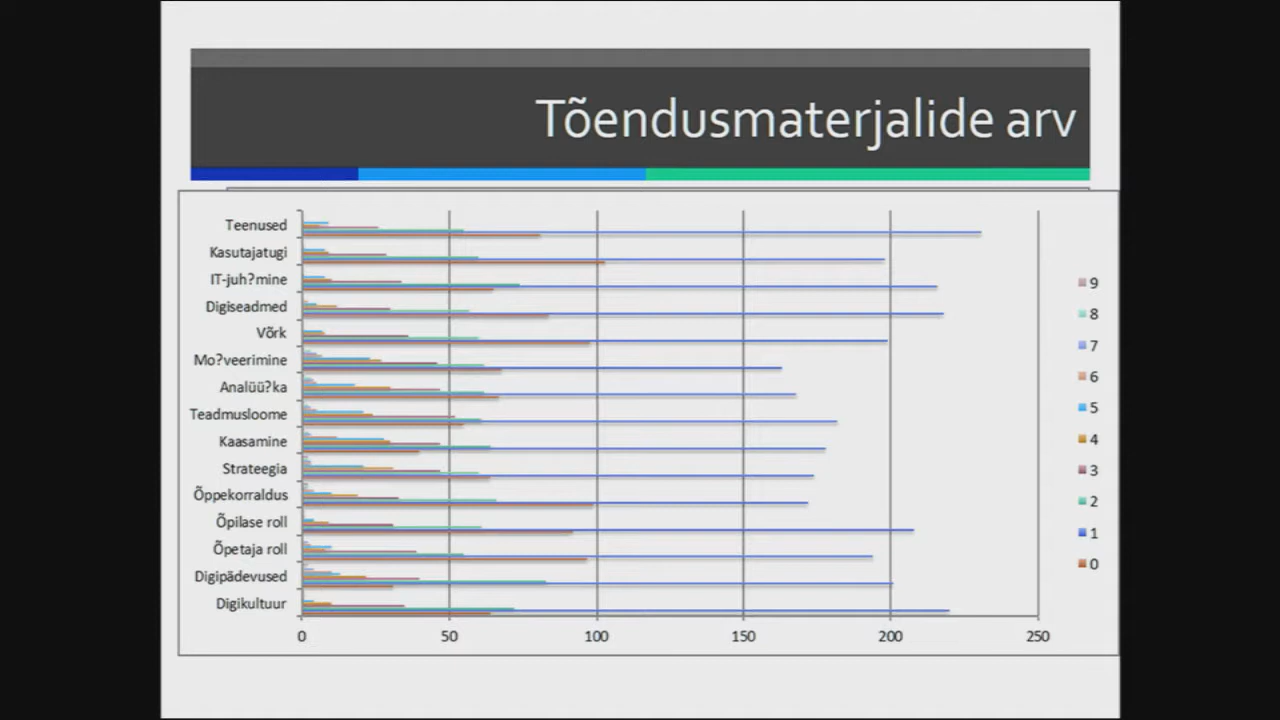 Tõendusmaterjalide arv
Teenused
Kasutajatugi
IT-juh?mine
Digiseadmed
Võrk
Mo?veerimine
Analüü?ka
Teadmusloome
Kaasamine
Strateegia
Õppekorraldus
Õpilase roll
Õpetaja roll
Digipädevused
Digikultuur
0 50 100 150 200 250
9
8
7
6
5
4
3
2
1
0